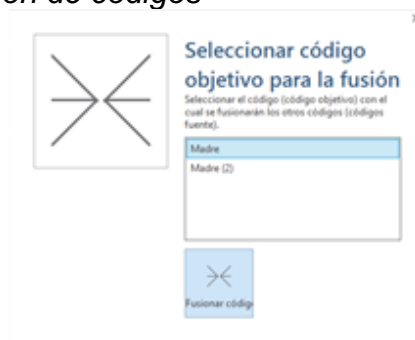 ón de códigos
Seleccionar código
objetivo para la fusión
Seleccionar el código (código objetivo) con el
cual se fusionarán los otros códigos (códigos
fuente).
Madre
Madre (2)
Fusionar códig